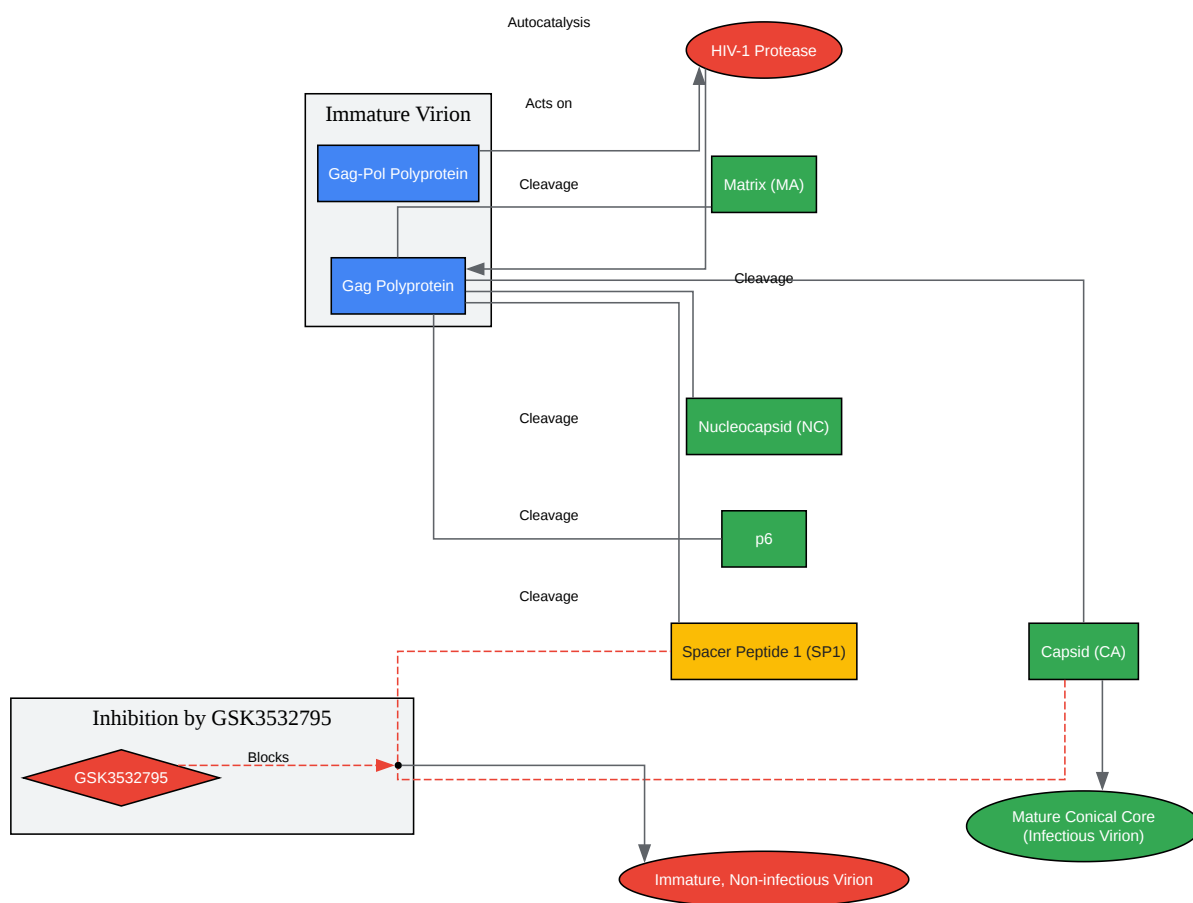 Autocatalysis
HIV-1 Protease
Acts on
Immature Virion
Gag-Pol Polyprotein
Cleavage
Matrix (MA)
Gag Polyprotein
Cleavage
Cleavage
Nucleocapsid (NC)
Cleavage
p6
Cleavage
Spacer Peptide 1 (SP1)
Capsid (CA)
Inhibition by GSK3532795
Blocks
GSK3532795
Mature Conical Core
(Infectious Virion)
Immature, Non-infectious Virion